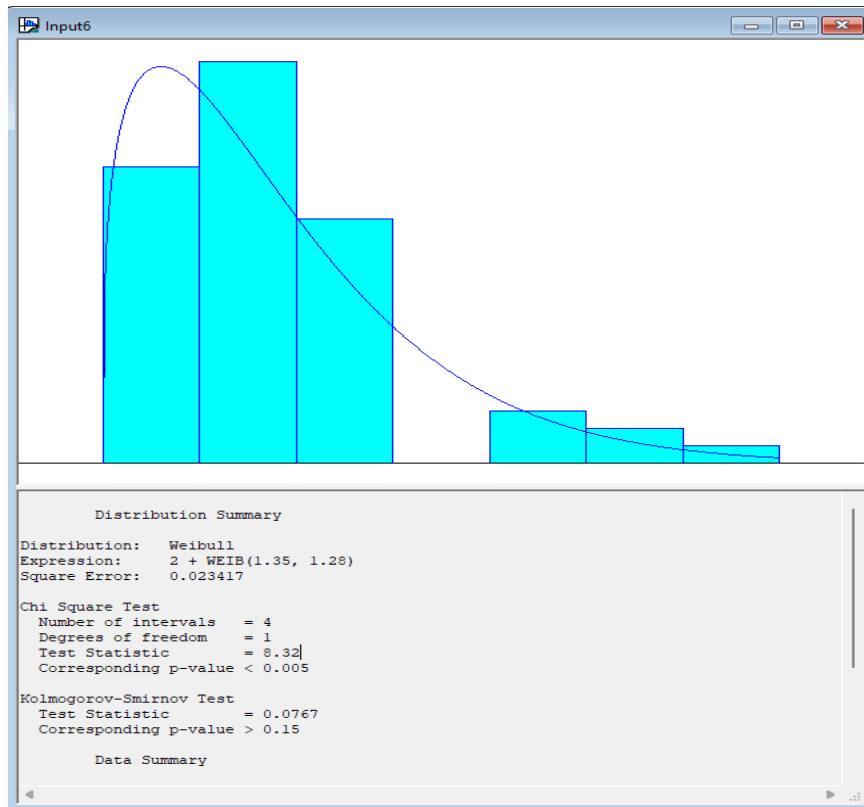 Input6
Distribution Summary
Distribution: Weibull
Expression: 2 + WEIB(1.35, 1.28)
Square Error: 0.023417
Chi Square Test
Number of intervals = 4
Degrees of freedom = 1
Test Statistic = 8.32
Corresponding p-value < 0.005
Kolmogorov-Smirnov Test
Test Statistic = 0.0767
Corresponding p-value > 0.15
Data Summary